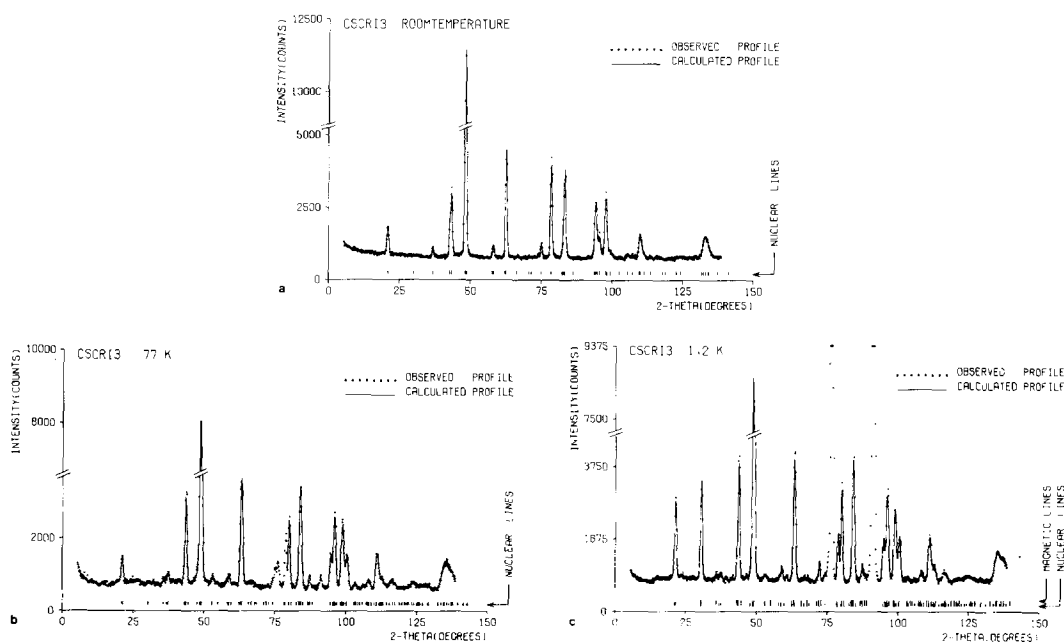 CSCRI3 ROOMTEMPERATURE
OBSERVED PROFILE
CALCULATED PROFILE
INTENSITY(COUNTS)
12500
10000
5000
2500
0
0 25 50 75 100 125 150
2-THETA(DEGREES)
NUCLEAR LINES
a
CSCRI3 77 K
OBSERVED PROFILE
CALCULATED PROFILE
INTENSITY(COUNTS)
10000
8000
2000
0
0 25 50 75 100 125 150
2-THETA(DEGREES)
NUCLEAR LINES
b
CSCRI3 1.2 K
OBSERVED PROFILE
CALCULATED PROFILE
INTENSITY(COUNTS)
9375
7500
3750
1875
0
0 25 50 75 100 125 150
2-THETA(DEGREES)
MAGNETIC LINES
NUCLEAR LINES
c